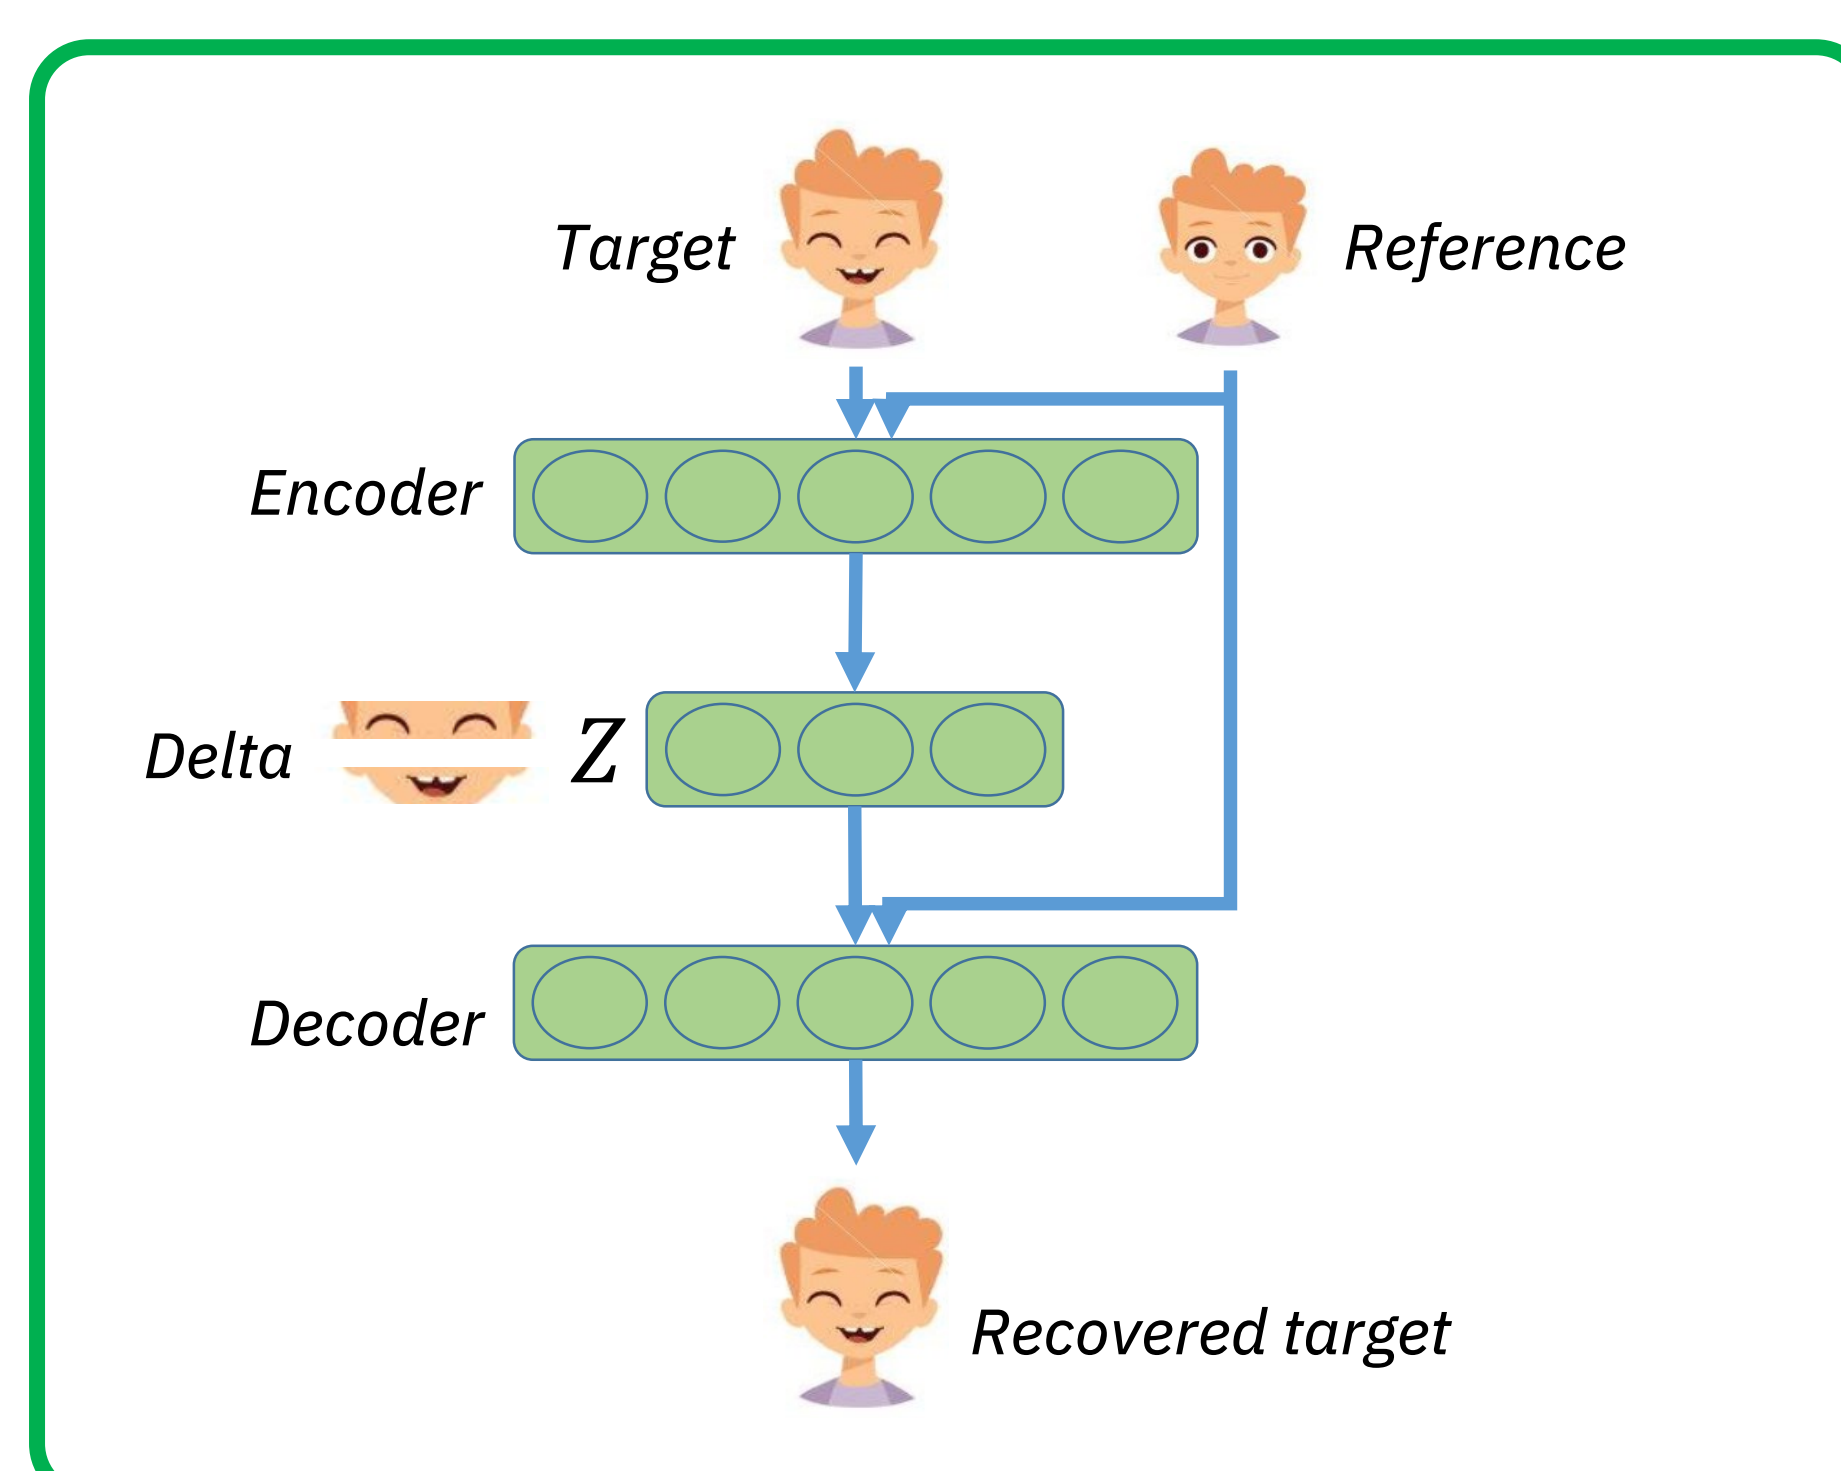 Target
Reference
Encoder
Delta
Z
Decoder
Recovered target